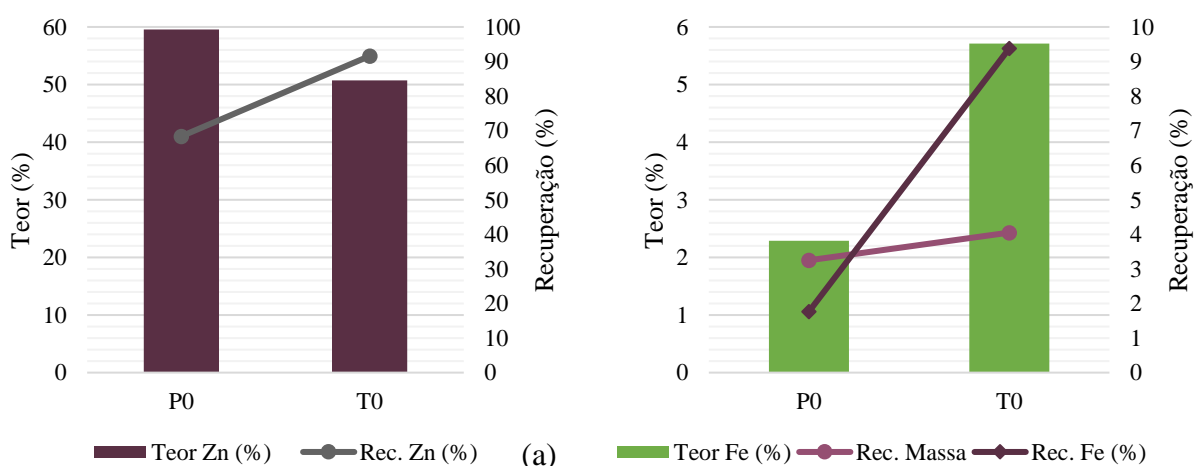 60
50
40
30
20
10
0
Teor (%)
100
90
80
70
60
50
40
30
20
10
0
Recuperação (%)
P0
T0
Teor Zn (%)
Rec. Zn (%)
(a)
6
5
4
3
2
1
0
Teor (%)
10
9
8
7
6
5
4
3
2
1
0
Recuperação (%)
P0
T0
Teor Fe (%)
Rec. Massa
Rec. Fe (%)